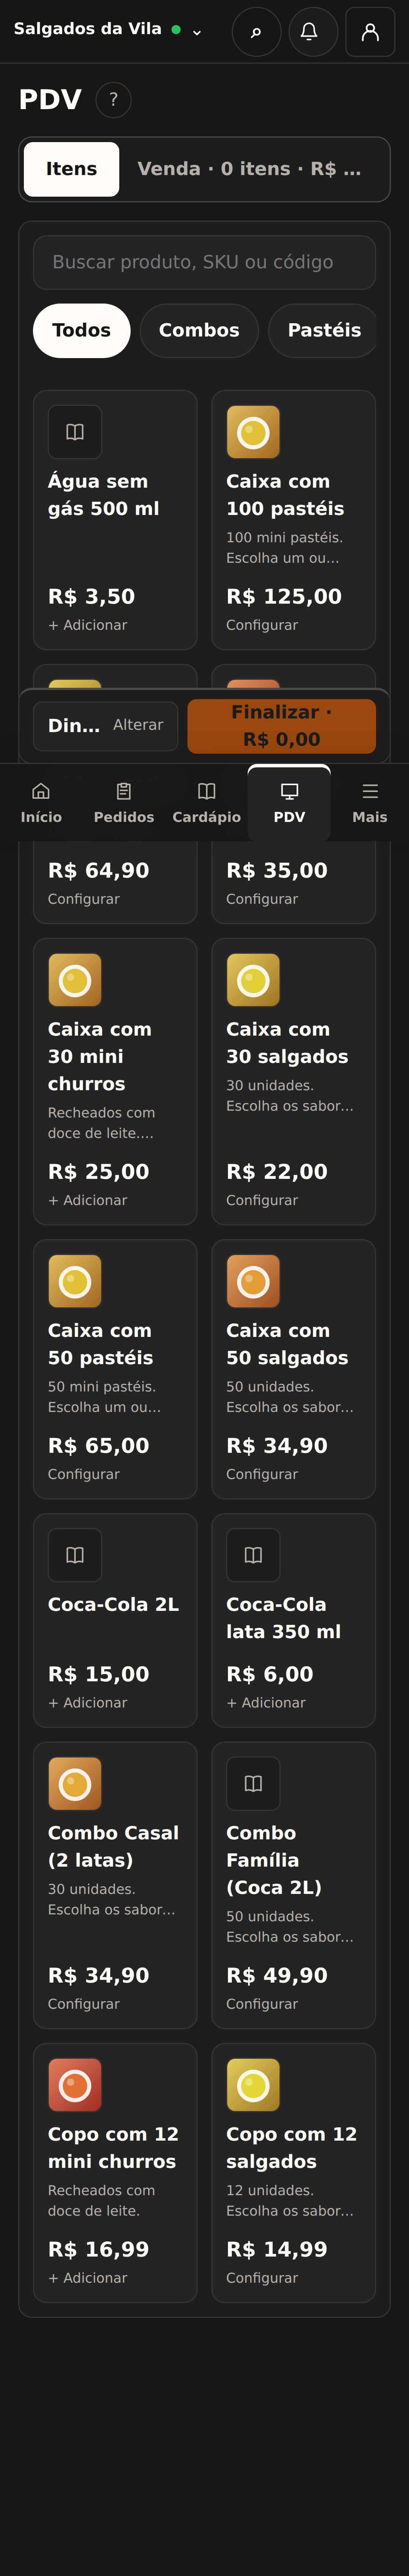 Salgados da Vila
PDV
?
Itens
Venda · 0 itens · R$ ...
Buscar produto, SKU ou código
Todos
Combos
Pastéis
Água sem
gás 500 ml
R$ 3,50
+ Adicionar
Caixa com
100 pastéis
100 mini pastéis.
Escolha um ou...
R$ 125,00
Configurar
Din...
Alterar
Finalizar ·
R$ 0,00
Início
Pedidos
Cardápio
PDV
Mais
R$ 64,90
Configurar
R$ 35,00
Configurar
Caixa com
30 mini
churros
Recheados com
doce de leite....
R$ 25,00
+ Adicionar
Caixa com
30 salgados
30 unidades.
Escolha os sabor...
R$ 22,00
Configurar
Caixa com
50 pastéis
50 mini pastéis.
Escolha um ou...
R$ 65,00
Configurar
Caixa com
50 salgados
50 unidades.
Escolha os sabor...
R$ 34,90
Configurar
Coca-Cola 2L
R$ 15,00
+ Adicionar
Coca-Cola
lata 350 ml
R$ 6,00
+ Adicionar
Combo Casal
(2 latas)
30 unidades.
Escolha os sabor...
R$ 34,90
Configurar
Combo
Família
(Coca 2L)
50 unidades.
Escolha os sabor...
R$ 49,90
Configurar
Copo com 12
mini churros
Recheados com
doce de leite.
R$ 16,99
+ Adicionar
Copo com 12
salgados
12 unidades.
Escolha os sabor...
R$ 14,99
Configurar